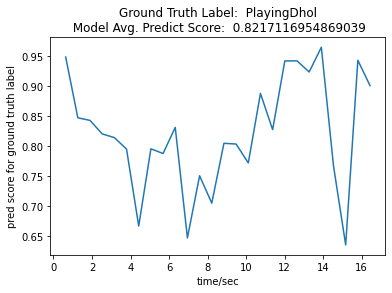 Ground Truth Label:  PlayingDhol
Model Avg. Predict Score:  0.8217116954869039
pred score for ground truth label
0.95
0.90
0.85
0.80
0.75
0.70
0.65
0 2 4 6 8 10 12 14 16
time/sec